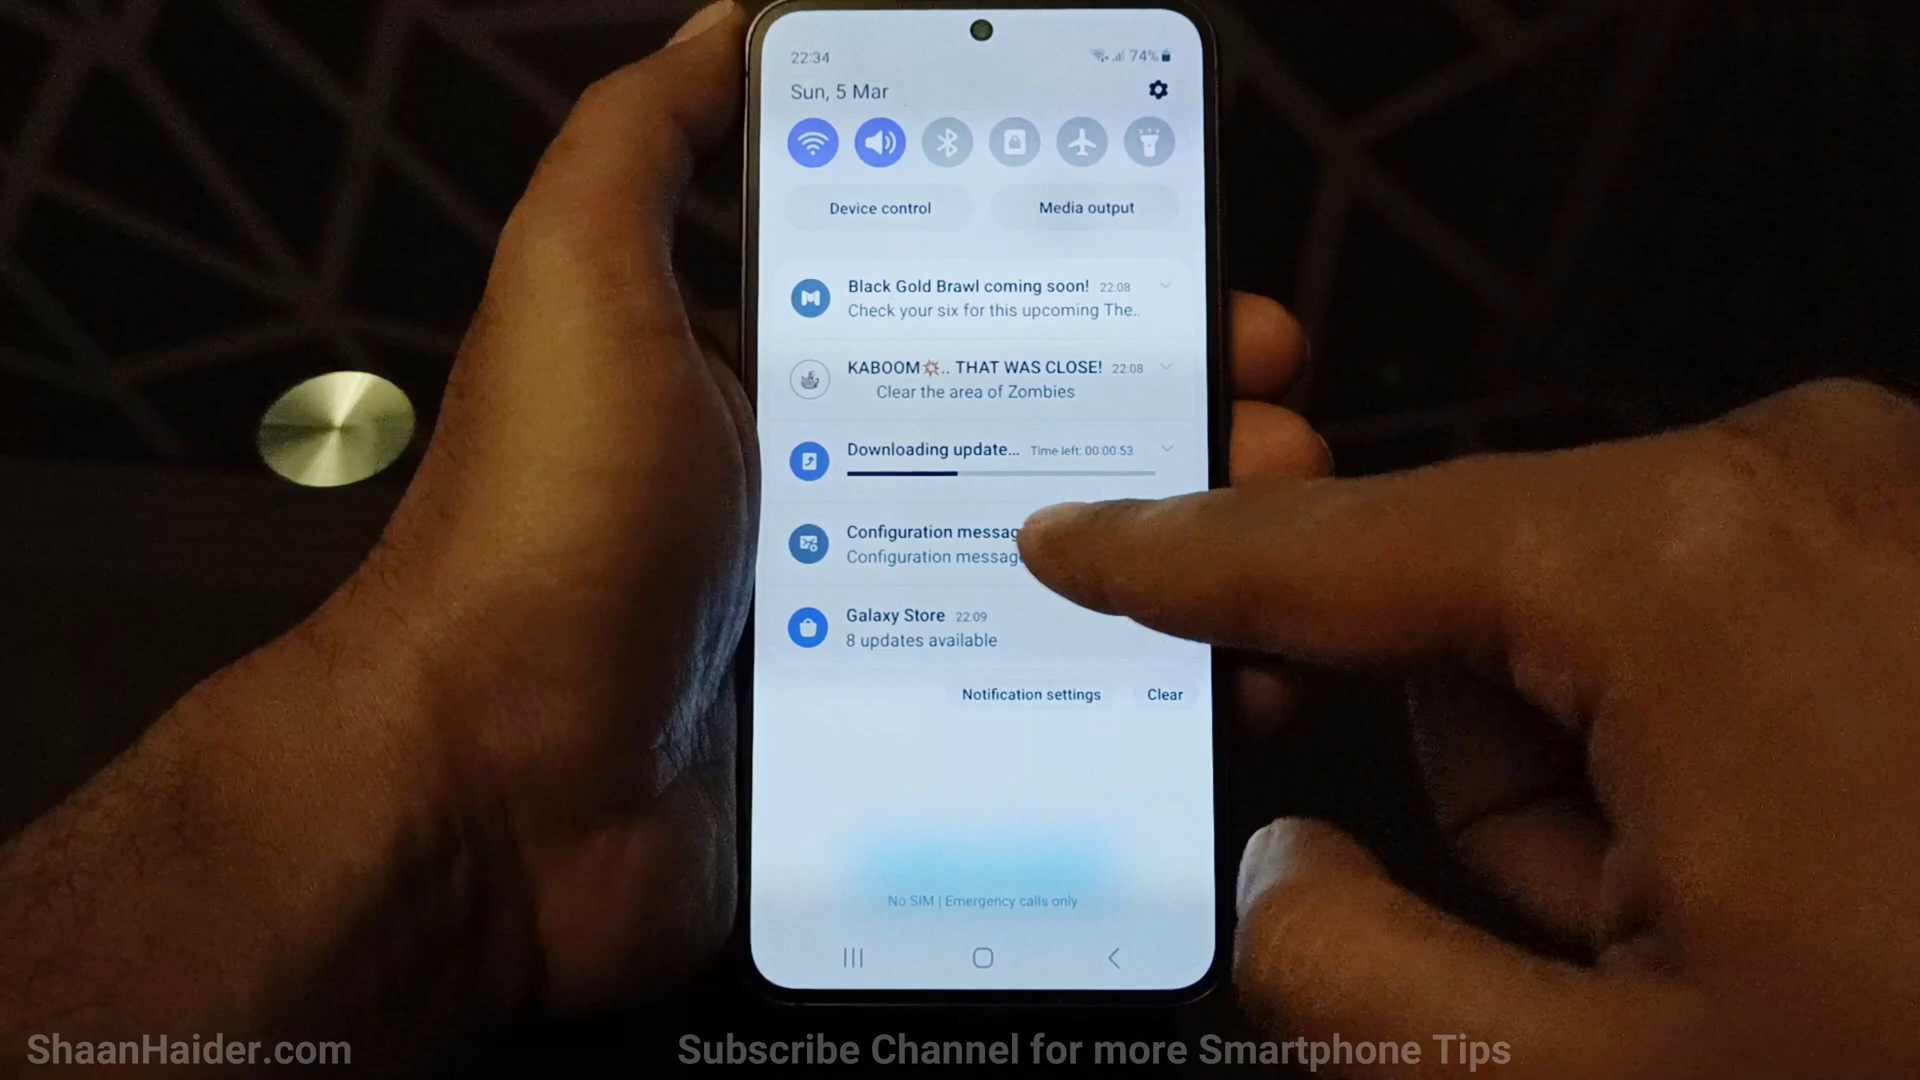 22:34
74%
Sun, 5 Mar
Device control
Media output
Black Gold Brawl coming soon! 22:08
Check your six for this upcoming The..
KABOOM💥.. THAT WAS CLOSE! 22:08
Clear the area of Zombies
Downloading update... Time left: 00:00:53
Configuration messag
Configuration message
Galaxy Store 22:09
8 updates available
Notification settings
Clear
No SIM | Emergency calls only
ShaanHaider.com
Subscribe Channel for more Smartphone Tips